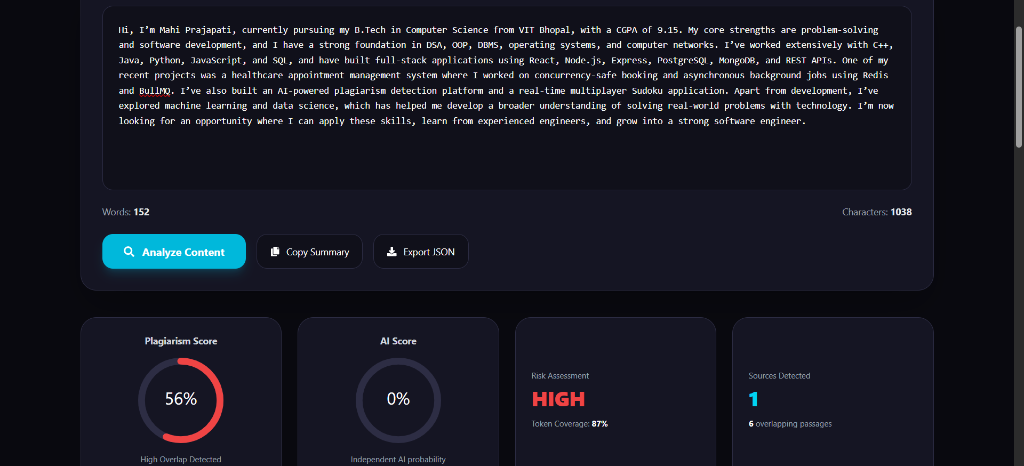 Hi, I'm Mahi Prajapati, currently pursuing my B.Tech in Computer Science from VIT Bhopal, with a CGPA of 9.15. My core strengths are problem-solving
and software development, and I have a strong foundation in DSA, OOP, DBMS, operating systems, and computer networks. I've worked extensively with C++,
Java, Python, JavaScript, and SQL, and have built full-stack applications using React, Node.js, Express, PostgreSQL, MongoDB, and REST APIs. One of my
recent projects was a healthcare appointment management system where I worked on concurrency-safe booking and asynchronous background jobs using Redis
and BullMQ. I've also built an AI-powered plagiarism detection platform and a real-time multiplayer Sudoku application. Apart from development, I've
explored machine learning and data science, which has helped me develop a broader understanding of solving real-world problems with technology. I'm now
looking for an opportunity where I can apply these skills, learn from experienced engineers, and grow into a strong software engineer.
Words: 152
Characters: 1038
Analyze Content
Copy Summary
Export JSON
Plagiarism Score
56%
High Overlap Detected
AI Score
0%
Independent AI probability
Risk Assessment
HIGH
Token Coverage: 87%
Sources Detected
1
6 overlapping passages